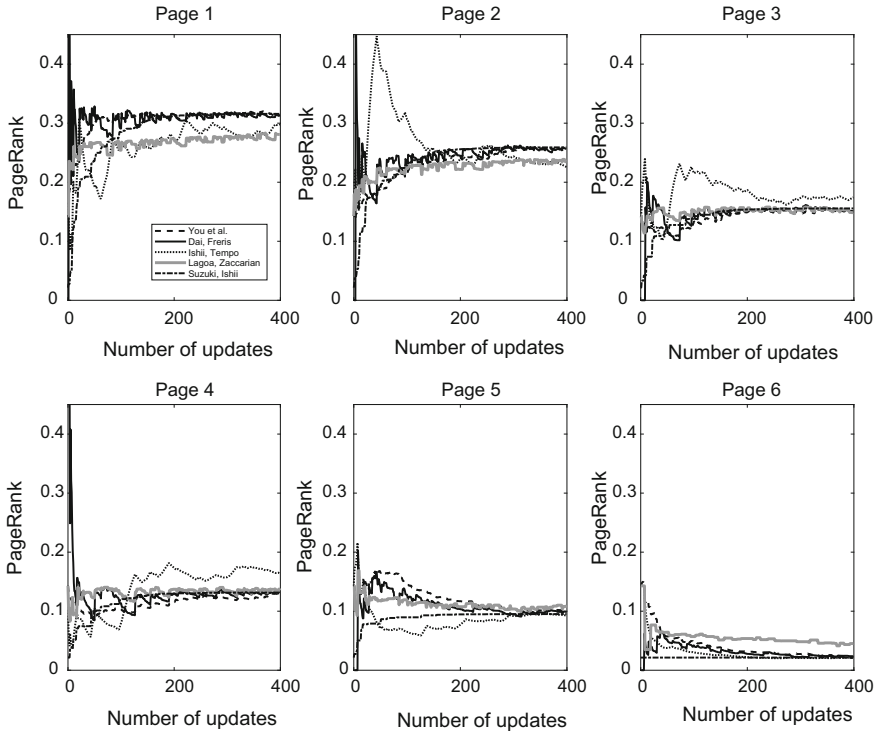 Page 1
Page 2
Page 3
0.4
0.3
0.2
0.1
0
PageRank
You et al.
Dai, Freris
Ishii, Tempo
Lagoa, Zaccarian
Suzuki, Ishii
0 200 400
Number of updates
0.4
0.3
0.2
0.1
0
PageRank
0 200 400
Number of updates
0.4
0.3
0.2
0.1
0
PageRank
0 200 400
Number of updates
Page 4
Page 5
Page 6
0.4
0.3
0.2
0.1
0
PageRank
0 200 400
Number of updates
0.4
0.3
0.2
0.1
0
PageRank
0 200 400
Number of updates
0.4
0.3
0.2
0.1
0
PageRank
0 200 400
Number of updates